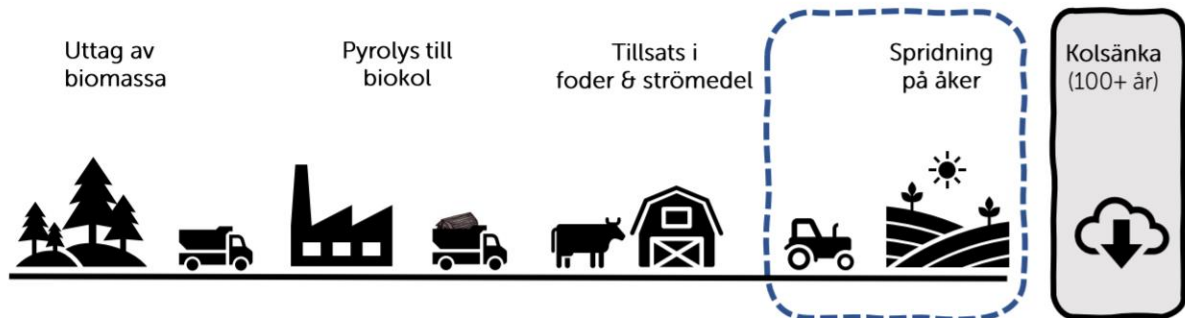 Uttag av
biomassa
Pyrolys till
biokol
Tillsats i
foder & strömedel
Spridning
på åker
Kolsänka
(100+ år)